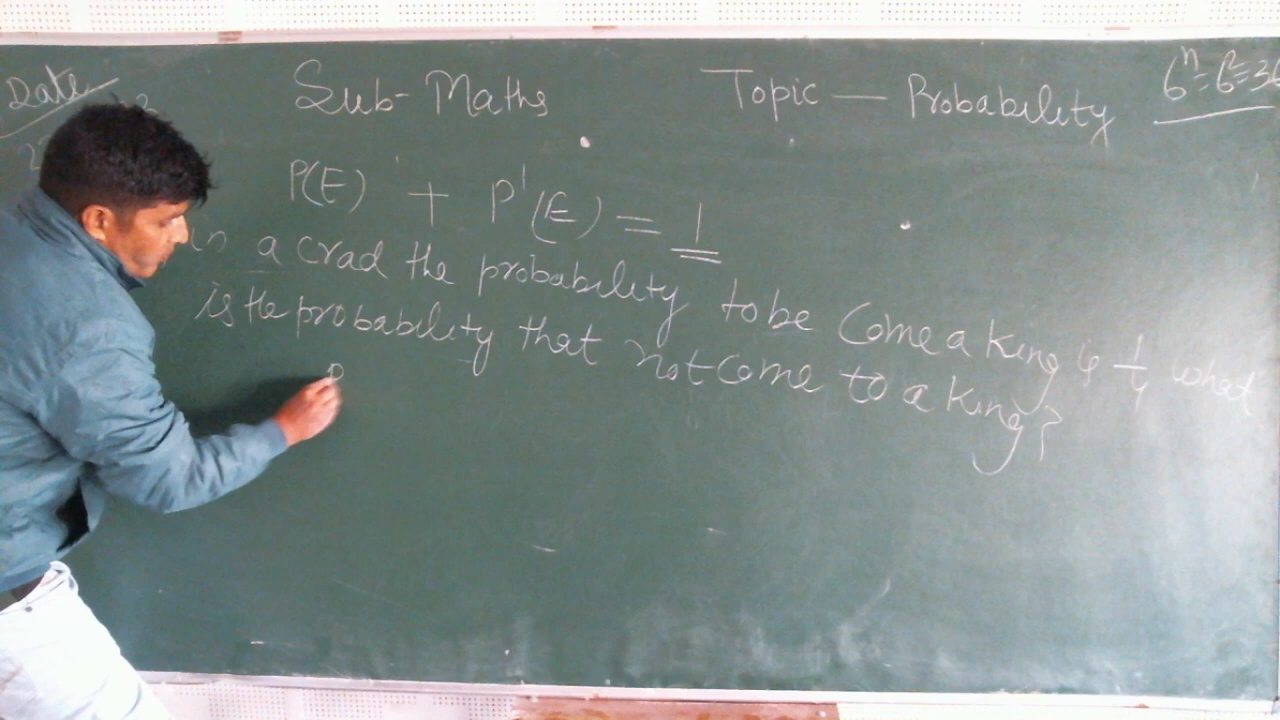 Date
Sub- Maths
Topic — Probability
6ⁿ = 6² = 36
P(E) + P'(E) = 1
in a crad the probability to be Come a King is 1/4 what
is the probability that not Come to a King?
P